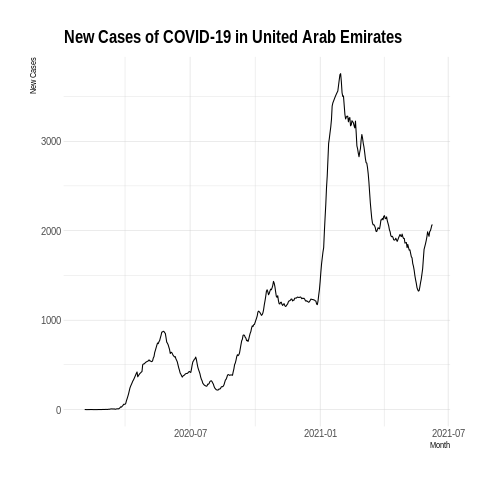 New Cases of COVID-19 in United Arab Emirates
New Cases
3000
2000
1000
0
2020-07
2021-01
2021-07
Month